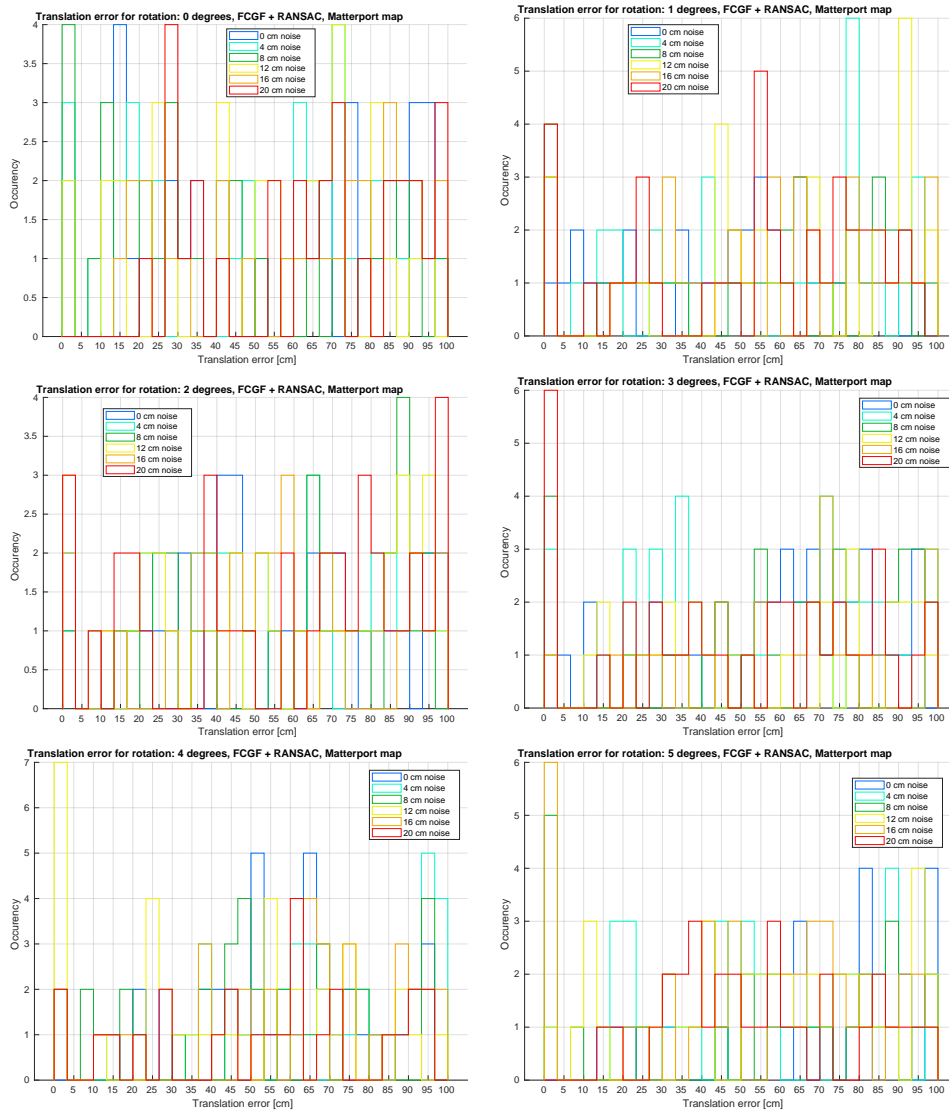 Translation error for rotation: 0 degrees, FCGF + RANSAC, Matterport map
4
3.5
3
2.5
2
1.5
1
0.5
0
Occurency
0 cm noise
4 cm noise
8 cm noise
12 cm noise
16 cm noise
20 cm noise
0 5 10 15 20 25 30 35 40 45 50 55 60 65 70 75 80 85 90 95 100
Translation error [cm]
Translation error for rotation: 1 degrees, FCGF + RANSAC, Matterport map
6
5
4
3
2
1
0
Occurency
0 cm noise
4 cm noise
8 cm noise
12 cm noise
16 cm noise
20 cm noise
0 5 10 15 20 25 30 35 40 45 50 55 60 65 70 75 80 85 90 95 100
Translation error [cm]
Translation error for rotation: 2 degrees, FCGF + RANSAC, Matterport map
4
3.5
3
2.5
2
1.5
1
0.5
0
Occurency
0 cm noise
4 cm noise
8 cm noise
12 cm noise
16 cm noise
20 cm noise
0 5 10 15 20 25 30 35 40 45 50 55 60 65 70 75 80 85 90 95 100
Translation error [cm]
Translation error for rotation: 3 degrees, FCGF + RANSAC, Matterport map
6
5
4
3
2
1
0
Occurency
0 cm noise
4 cm noise
8 cm noise
12 cm noise
16 cm noise
20 cm noise
0 5 10 15 20 25 30 35 40 45 50 55 60 65 70 75 80 85 90 95 100
Translation error [cm]
Translation error for rotation: 4 degrees, FCGF + RANSAC, Matterport map
7
6
5
4
3
2
1
0
Occurency
0 cm noise
4 cm noise
8 cm noise
12 cm noise
16 cm noise
20 cm noise
0 5 10 15 20 25 30 35 40 45 50 55 60 65 70 75 80 85 90 95 100
Translation error [cm]
Translation error for rotation: 5 degrees, FCGF + RANSAC, Matterport map
6
5
4
3
2
1
0
Occurency
0 cm noise
4 cm noise
8 cm noise
12 cm noise
16 cm noise
20 cm noise
0 5 10 15 20 25 30 35 40 45 50 55 60 65 70 75 80 85 90 95 100
Translation error [cm]